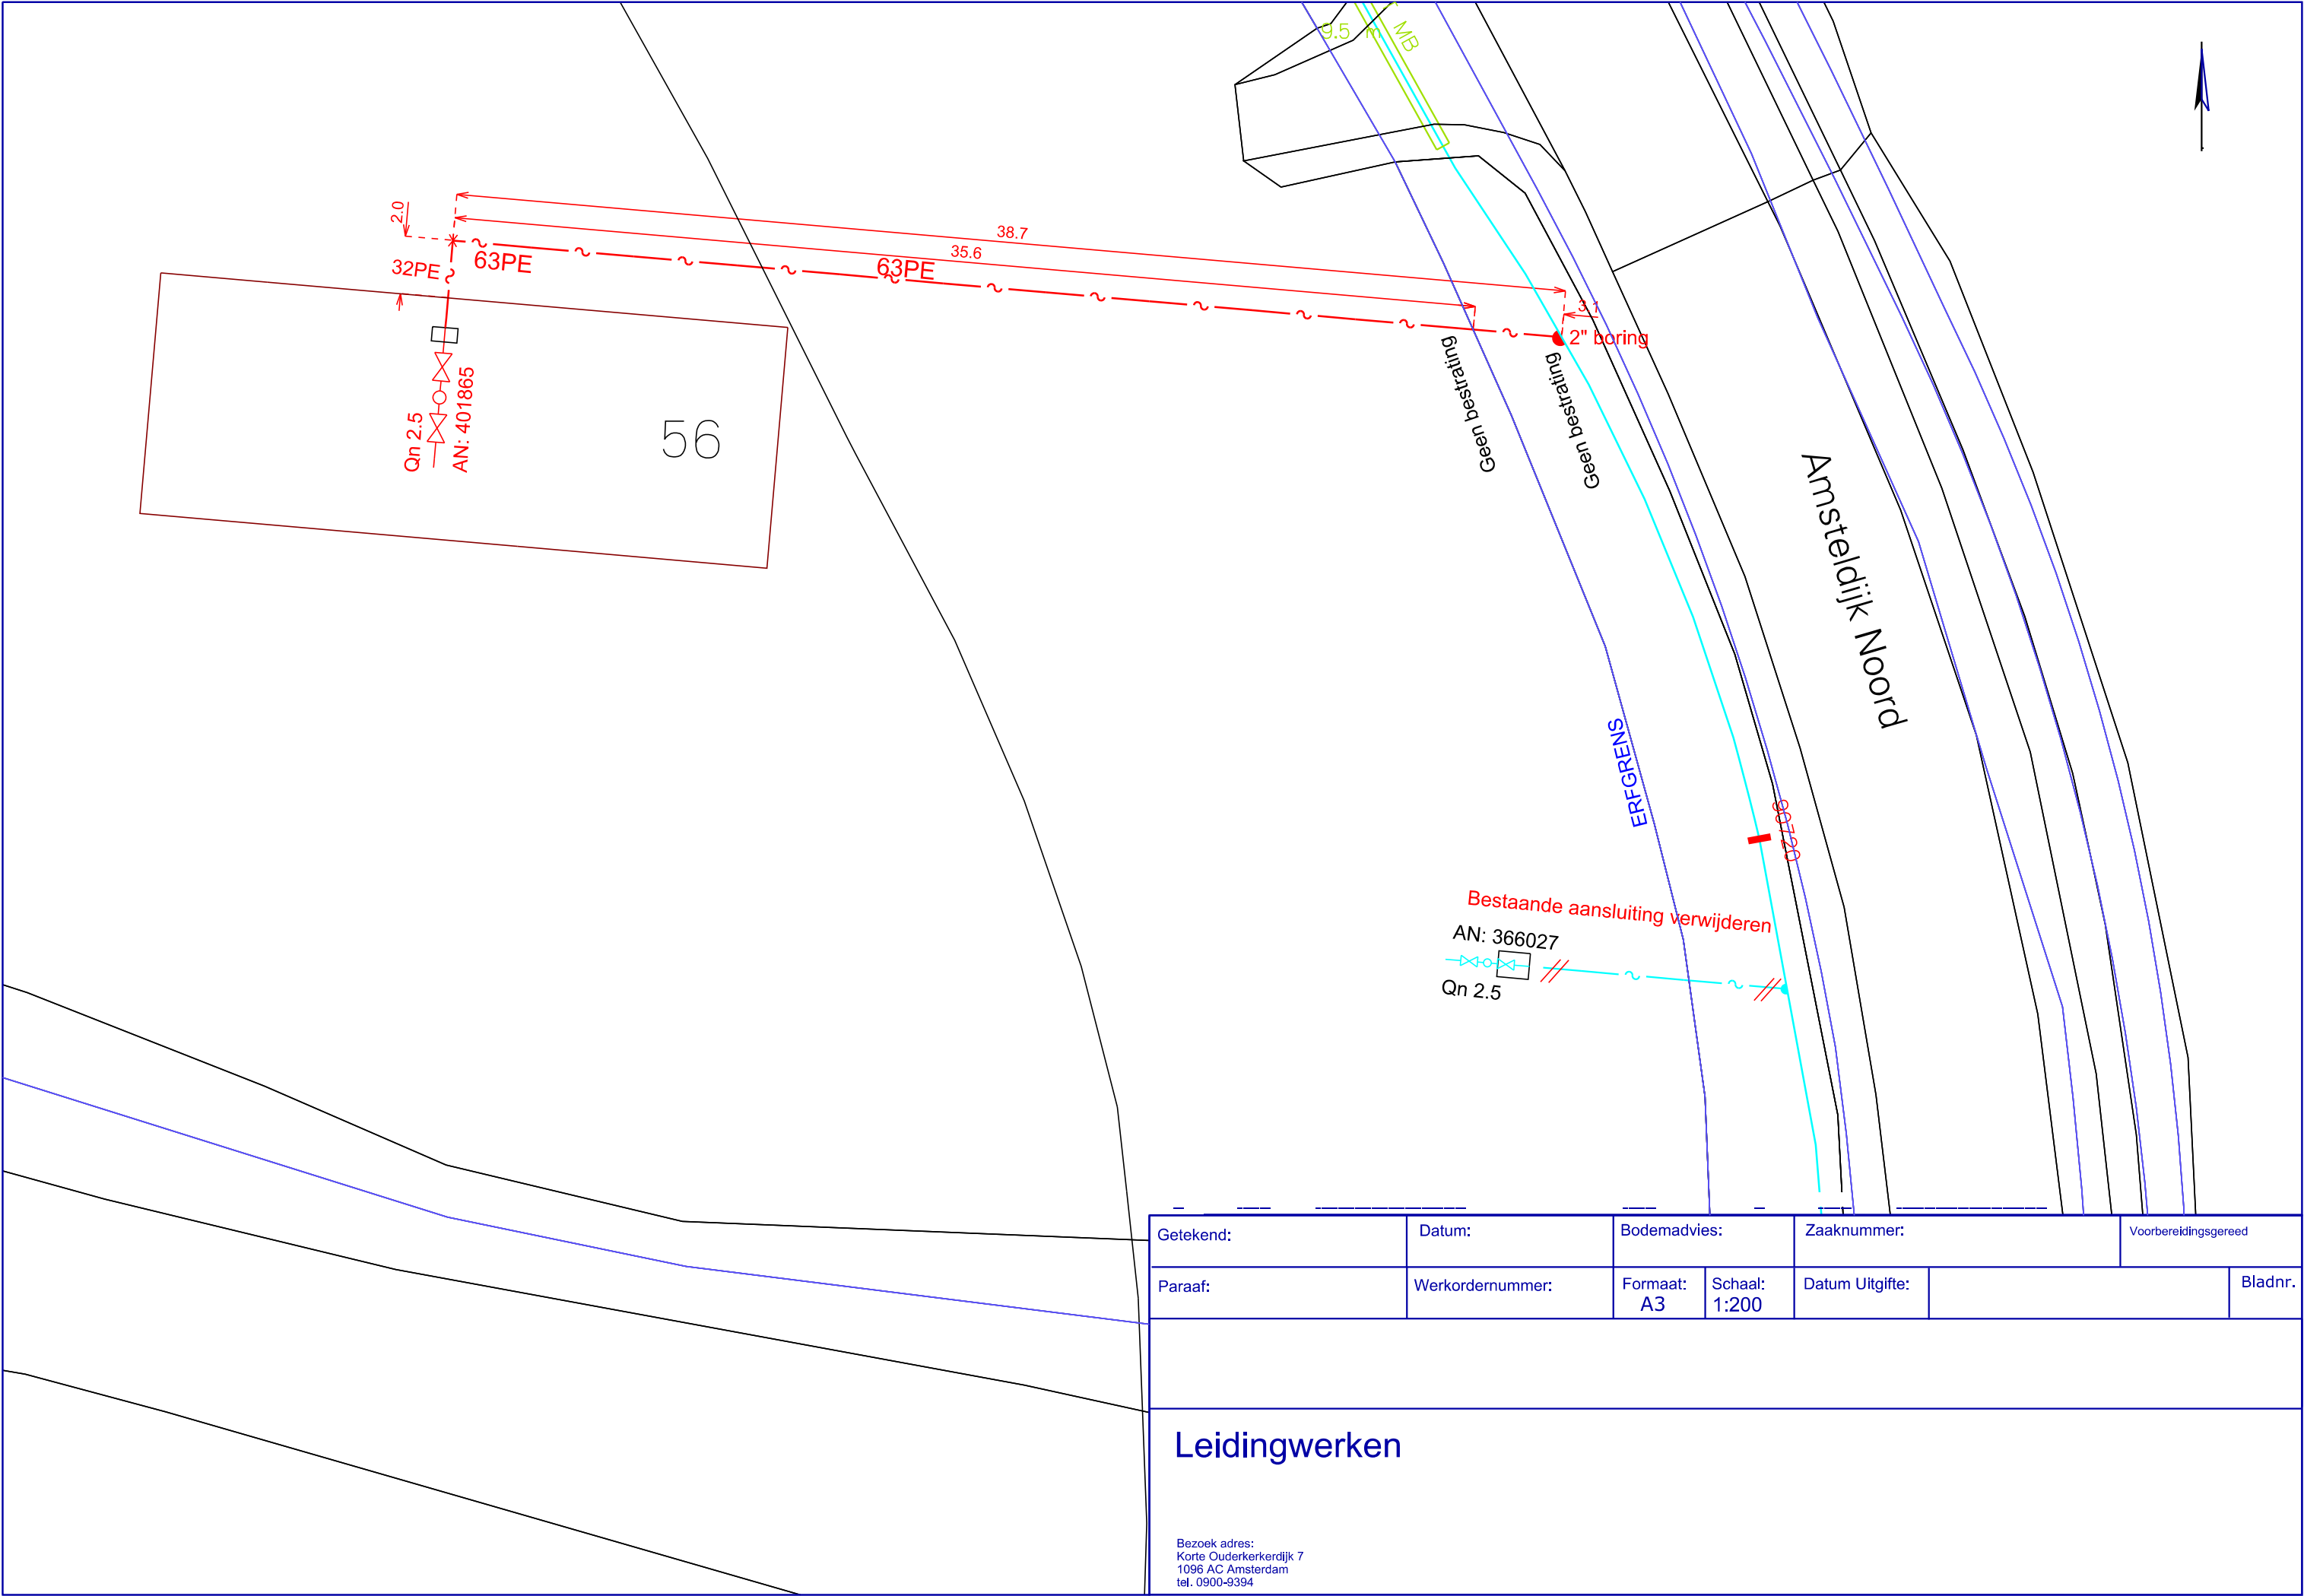 9.5 m
MB
2.0
38.7
35.6
32PE
63PE
63PE
3.1
2" boring
Geen bestrating
Geen bestrating
Qn 2.5
AN: 401865
56
Amsteldijk Noord
ERFGRENS
90720
Bestaande aansluiting verwijderen
AN: 366027
Qn 2.5
Getekend:
Datum:
Bodemadvies:
Zaaknummer:
Voorbereidingsgereed
Paraaf:
Werkordernummer:
Formaat:
A3
Schaal:
1:200
Datum Uitgifte:
Bladnr.
Leidingwerken
Bezoek adres:
Korte Ouderkerkerdijk 7
1096 AC Amsterdam
tel. 0900-9394